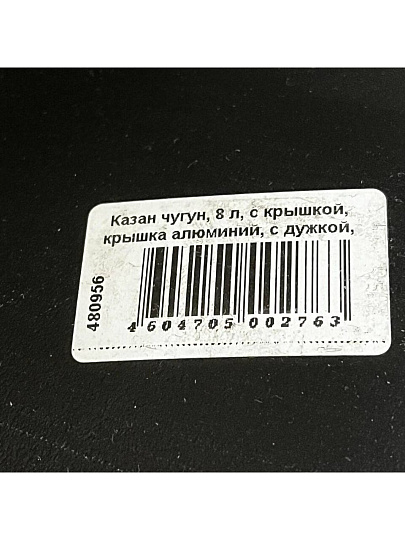 Казан чугун, 8 л, с крышкой,
крышка алюминий, с дужкой,
480956
4 604705 002763